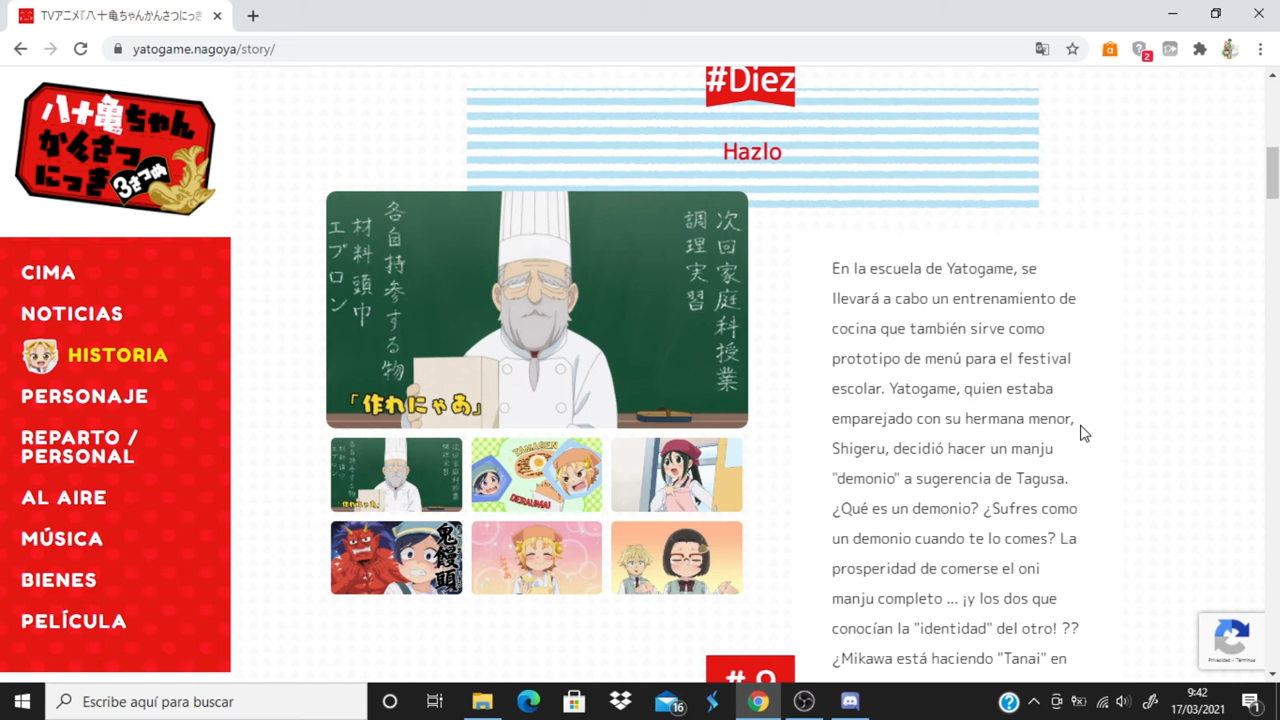 TVアニメ『八十亀ちゃんかんさつにっき
yatogame.nagoya/story/
2
八十亀ちゃん
かんさつ
にっき
3さつめ
CIMA
NOTICIAS
HISTORIA
PERSONAJE
REPARTO /
PERSONAL
AL AIRE
MÚSICA
BIENES
PELÍCULA
#Diez
Hazlo
次回家庭科授業
調理実習
各自持参する物
材料頭巾
エプロン
「作れにゃあ」
TAMAGEN
DERAUMAI
鬼饅頭
En la escuela de Yatogame, se
llevará a cabo un entrenamiento de
cocina que también sirve como
prototipo de menú para el festival
escolar. Yatogame, quien estaba
emparejado con su hermana menor,
Shigeru, decidió hacer un manju
"demonio" a sugerencia de Tagusa.
¿Qué es un demonio? ¿Sufres como
un demonio cuando te lo comes? La
prosperidad de comerse el oni
manju completo ... ¡y los dos que
conocían la "identidad" del otro! ??
¿Mikawa está haciendo "Tanai" en
# 9
Privacidad - Términos
Escribe aquí para buscar
16
9:42
17/03/2021
1